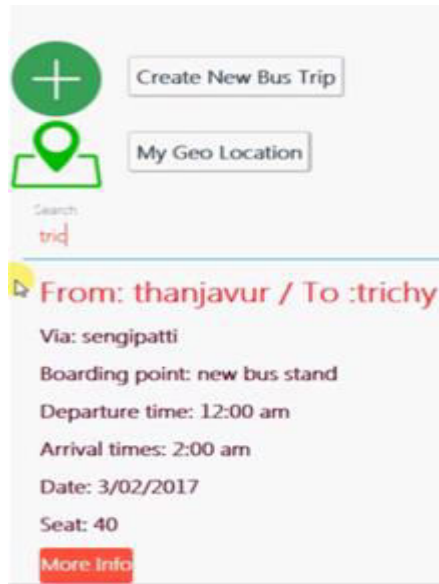 Create New Bus Trip
My Geo Location
Search
tric
From: thanjavur / To :trichy
Via: sengipatti
Boarding point: new bus stand
Departure time: 12:00 am
Arrival times: 2:00 am
Date: 3/02/2017
Seat: 40
More Info